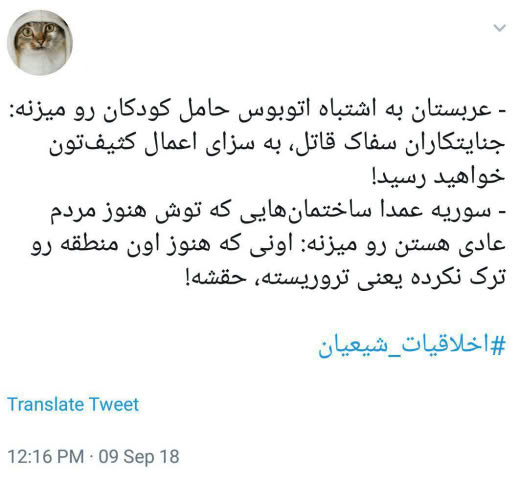 - عربستان به اشتباه اتوبوس حامل کودکان رو میزنه:
جنایتکاران سفاک قاتل، به سزای اعمال کثیف‌تون
خواهید رسید!
- سوریه عمدا ساختمان‌هایی که توش هنوز مردم
عادی هستن رو میزنه: اونی که هنوز اون منطقه رو
ترک نکرده یعنی تروریسته، حقشه!
#اخلاقیات_شیعیان
Translate Tweet
12:16 PM · 09 Sep 18